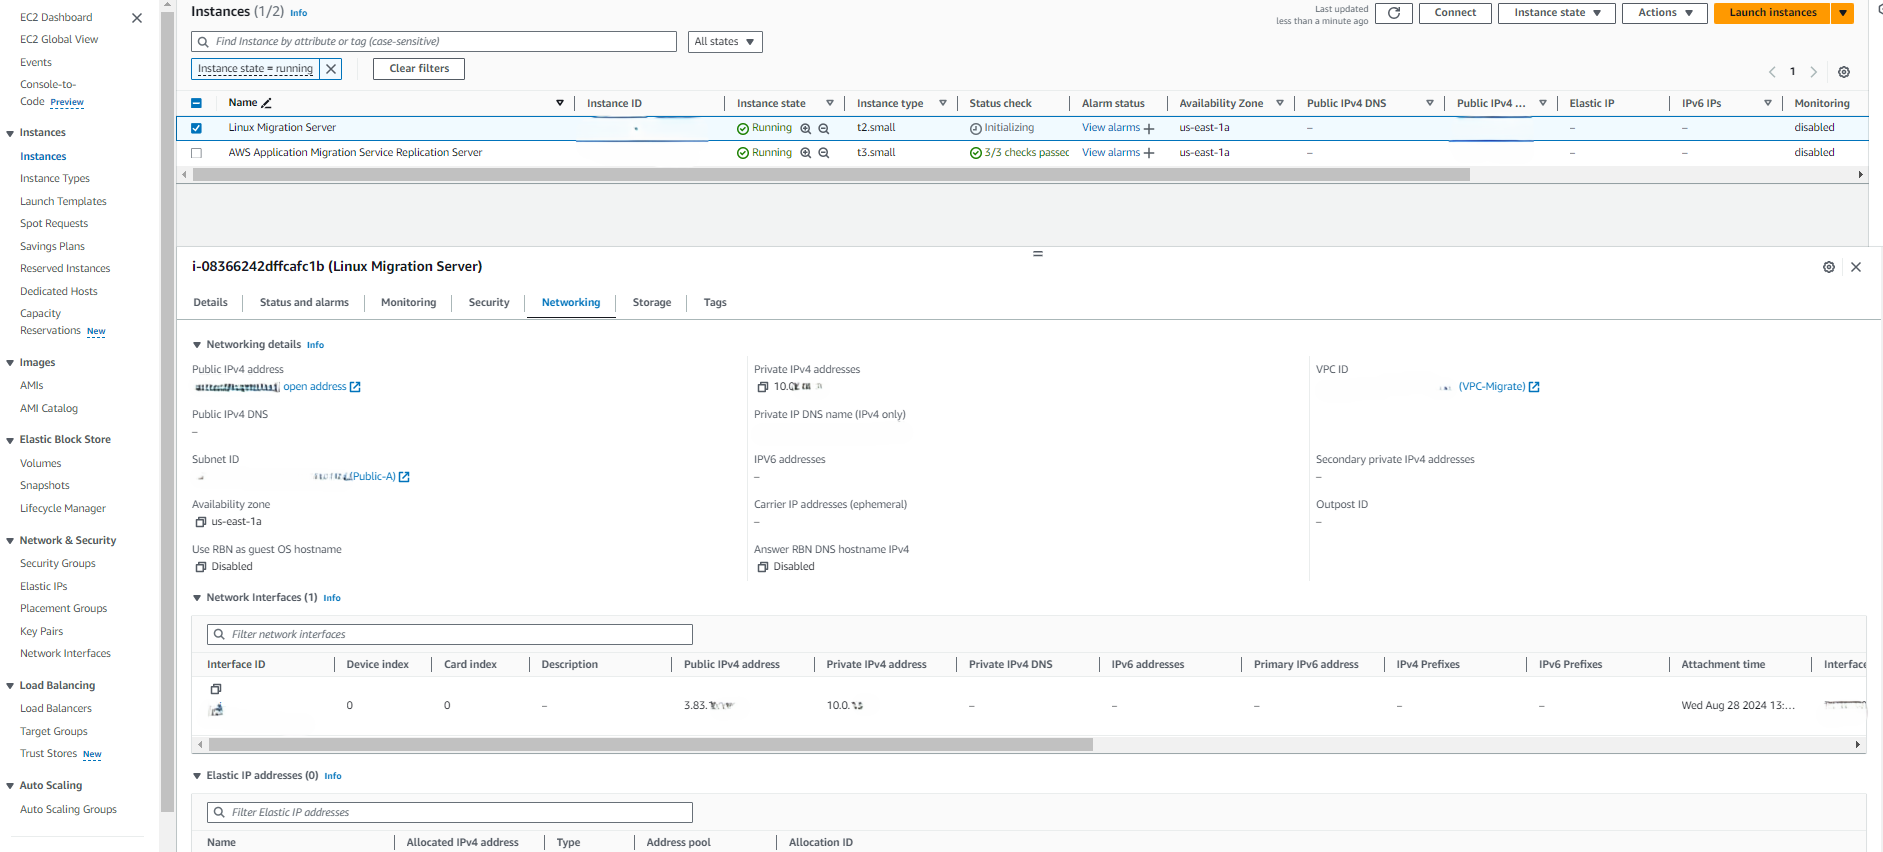 EC2 Dashboard
EC2 Global View
Events
Console-to-
Code Preview
Instances
Instances
Instance Types
Launch Templates
Spot Requests
Savings Plans
Reserved Instances
Dedicated Hosts
Capacity
Reservations New
Images
AMIs
AMI Catalog
Elastic Block Store
Volumes
Snapshots
Lifecycle Manager
Network & Security
Security Groups
Elastic IPs
Placement Groups
Key Pairs
Network Interfaces
Load Balancing
Load Balancers
Target Groups
Trust Stores New
Auto Scaling
Auto Scaling Groups
Instances (1/2) Info
Last updated
less than a minute ago
Connect Instance state Actions Launch instances
Find Instance by attribute or tag (case-sensitive) All states
Instance state = running Clear filters
1
Name Instance ID Instance state Instance type Status check Alarm status Availability Zone Public IPv4 DNS Public IPv4 ... Elastic IP IPv6 IPs Monitoring
Linux Migration Server Running t2.small Initializing View alarms us-east-1a – – – disabled
AWS Application Migration Service Replication Server Running t3.small 3/3 checks passed View alarms us-east-1a – – – disabled
i-08366242dffcafc1b (Linux Migration Server)
Details Status and alarms Monitoring Security Networking Storage Tags
Networking details Info
Public IPv4 address
open address
Public IPv4 DNS
–
Subnet ID
(Public-A)
Availability zone
us-east-1a
Use RBN as guest OS hostname
Disabled
Private IPv4 addresses
10.0
Private IP DNS name (IPv4 only)
IPV6 addresses
–
Carrier IP addresses (ephemeral)
–
Answer RBN DNS hostname IPv4
Disabled
VPC ID
(VPC-Migrate)
Secondary private IPv4 addresses
–
Outpost ID
–
Network Interfaces (1) Info
Filter network interfaces
Interface ID Device index Card index Description Public IPv4 address Private IPv4 address Private IPv4 DNS IPv6 addresses Primary IPv6 address IPv4 Prefixes IPv6 Prefixes Attachment time Interface
0 0 – 3.83. 10.0. – – – – – Wed Aug 28 2024 13:...
Elastic IP addresses (0) Info
Filter Elastic IP addresses
Name Allocated IPv4 address Type Address pool Allocation ID